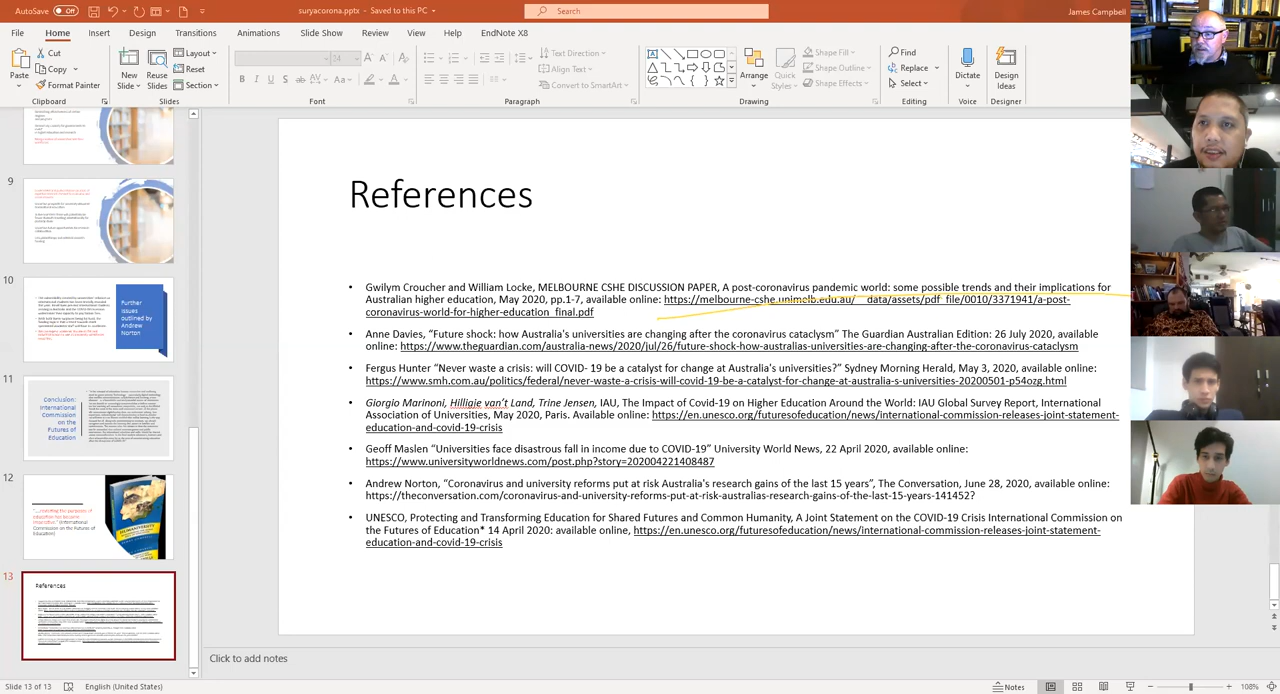 AutoSave Off suryacorona.pptx - Saved to this PC Search James Campbell
File Home Insert Design Transitions Animations Slide Show Review View Help EndNote X8
Paste Cut Copy Format Painter
New Slide Reuse Slides Layout Reset Section
24
Text Direction Align Text Convert to SmartArt
Arrange Quick Styles Shape Fill Shape Outline Shape Effects
Find Replace Select
Dictate Design Ideas
Clipboard Slides Font Paragraph Drawing Editing Voice Designer
9
10
Further issues outlined by Andrew Norton
11
Conclusion: International Commission on the Futures of Education
12
13
References
References
• Gwilym Croucher and William Locke, MELBOURNE CSHE DISCUSSION PAPER, A post-coronavirus pandemic world: some possible trends and their implications for
Australian higher education, May 2020, pp.1-7, available online: https://melbourne-cshe.unimelb.edu.au/__data/assets/pdf_file/0010/3371941/a-post-
coronavirus-world-for-higher-education_final.pdf
• Anne Davies, "Future shock: how Australia's universities are changing after the coronavirus cataclysm" The Guardian Australian Edition: 26 July 2020, available
online: https://www.theguardian.com/australia-news/2020/jul/26/future-shock-how-australias-universities-are-changing-after-the-coronavirus-cataclysm
• Fergus Hunter "Never waste a crisis: will COVID- 19 be a catalyst for change at Australia's universities?" Sydney Morning Herald, May 3, 2020, available online:
https://www.smh.com.au/politics/federal/never-waste-a-crisis-will-covid-19-be-a-catalyst-for-change-at-australia-s-universities-20200501-p54ozg.html
• Giorgio Marinoni, Hilligje van't Land, Trine Jensen, IAU, The Impact of Covid-19 on Higher Education Around the World: IAU Global Survey Report, International
Association of Universities, May 2020, Paris. Available online: https://en.unesco.org/futuresofeducation/news/international-commission-releases-joint-statement-
education-and-covid-19-crisis
• Geoff Maslen "Universities face disastrous fall in income due to COVID-19" University World News, 22 April 2020, available online:
https://www.universityworldnews.com/post.php?story=202004221408487
• Andrew Norton, "Coronavirus and university reforms put at risk Australia's research gains of the last 15 years", The Conversation, June 28, 2020, available online:
https://theconversation.com/coronavirus-and-university-reforms-put-at-risk-australias-research-gains-of-the-last-15-years-141452?
• UNESCO, Protecting and Transforming Education for Shared Futures and Common Humanity. A Joint Statement on the COVID-19 Crisis International Commission on
the Futures of Education* 14 April 2020: available online, https://en.unesco.org/futuresofeducation/news/international-commission-releases-joint-statement-
education-and-covid-19-crisis
Click to add notes
Slide 13 of 13 English (United States) Notes 108%